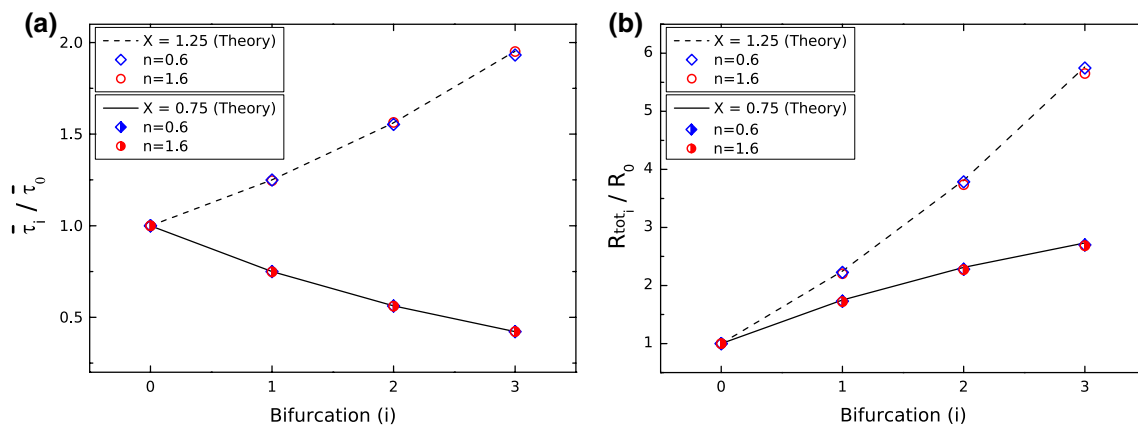 (a)
X = 1.25 (Theory)
n=0.6
n=1.6
X = 0.75 (Theory)
n=0.6
n=1.6
2.0
1.5
1.0
0.5
τ̄i / τ̄0
0 1 2 3
Bifurcation (i)
(b)
X = 1.25 (Theory)
n=0.6
n=1.6
X = 0.75 (Theory)
n=0.6
n=1.6
6
5
4
3
2
1
Rtoti / R0
0 1 2 3
Bifurcation (i)